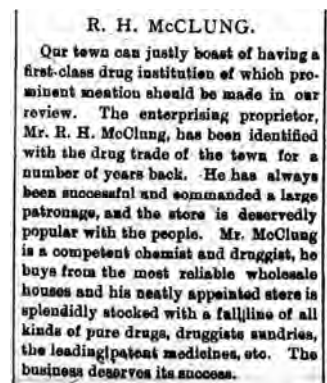 R. H. McCLUNG.
Our town can justly boast of having a
first-class drug institution of which pro-
minent mention should be made in our
review. The enterprising proprietor,
Mr. R. H. McClung, has been identified
with the drug trade of the town for a
number of years back. He has always
been successful and commanded a large
patronage, and the store is deservedly
popular with the people. Mr. McClung
is a competent chemist and druggist, he
buys from the most reliable wholesale
houses and his neatly appointed store is
splendidly stocked with a full line of all
kinds of pure drugs, druggists sundries,
the leading patent medicines, etc. The
business deserves its success.